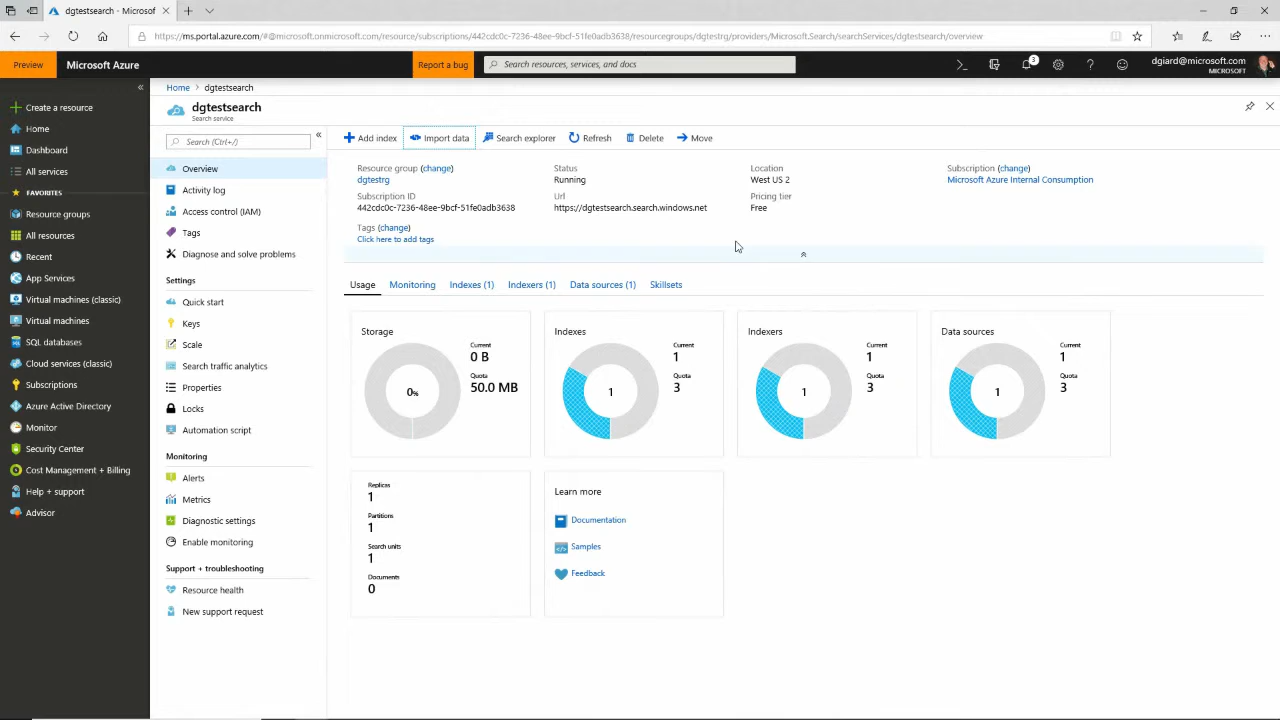 dgtestsearch - Microsof
https://ms.portal.azure.com/#@microsoft.onmicrosoft.com/resource/subscriptions/442cdc0c-7236-48ee-9bcf-51fe0adb3638/resourcegroups/dgtestrg/providers/Microsoft.Search/searchServices/dgtestsearch/overview
Preview
Microsoft Azure
Report a bug
Search resources, services, and docs
3
dgiard@microsoft.com
MICROSOFT
Create a resource
Home
Dashboard
All services
FAVORITES
Resource groups
All resources
Recent
App Services
Virtual machines (classic)
Virtual machines
SQL databases
Cloud services (classic)
Subscriptions
Azure Active Directory
Monitor
Security Center
Cost Management + Billing
Help + support
Advisor
Home > dgtestsearch
dgtestsearch
Search service
Search (Ctrl+/)
Overview
Activity log
Access control (IAM)
Tags
Diagnose and solve problems
Settings
Quick start
Keys
Scale
Search traffic analytics
Properties
Locks
Automation script
Monitoring
Alerts
Metrics
Diagnostic settings
Enable monitoring
Support + troubleshooting
Resource health
New support request
Add index
Import data
Search explorer
Refresh
Delete
Move
Resource group (change)
dgtestrg
Subscription ID
442cdc0c-7236-48ee-9bcf-51fe0adb3638
Tags (change)
Click here to add tags
Status
Running
Url
https://dgtestsearch.search.windows.net
Location
West US 2
Pricing tier
Free
Subscription (change)
Microsoft Azure Internal Consumption
Usage
Monitoring
Indexes (1)
Indexers (1)
Data sources (1)
Skillsets
Storage
0%
Current
0 B
Quota
50.0 MB
Indexes
1
Current
1
Quota
3
Indexers
1
Current
1
Quota
3
Data sources
1
Current
1
Quota
3
Replicas
1
Partitions
1
Search units
1
Documents
0
Learn more
Documentation
Samples
Feedback